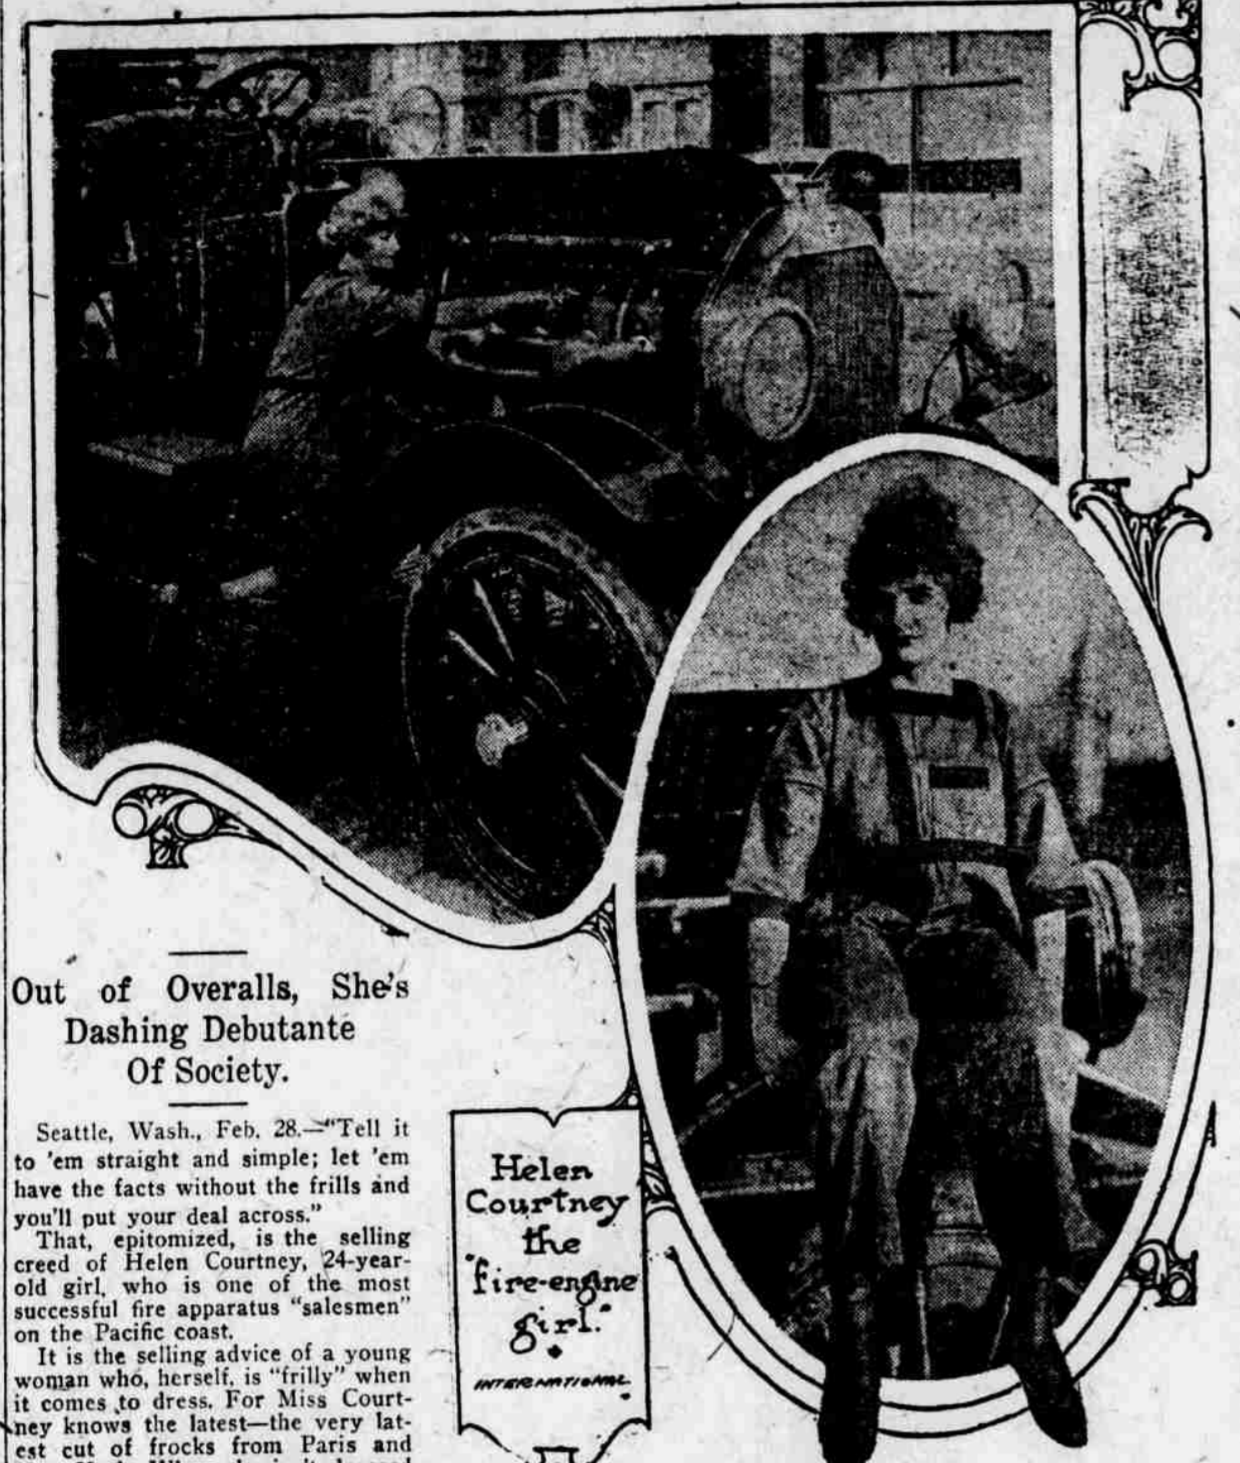 Out of Overalls, She's
Dashing Debutante
Of Society.
Seattle, Wash., Feb. 28.—"Tell it
to 'em straight and simple; let 'em
have the facts without the frills and
you'll put your deal across."
That, epitomized, is the selling
creed of Helen Courtney, 24-year-
old girl, who is one of the most
successful fire apparatus "salesmen"
on the Pacific coast.
It is the selling advice of a young
woman who, herself, is "frilly" when
it comes to dress. For Miss Court-
ney knows the latest—the very lat-
est cut of frocks from Paris and
Helen
Courtney
the
"fire-engine
girl."
INTERNATIONAL